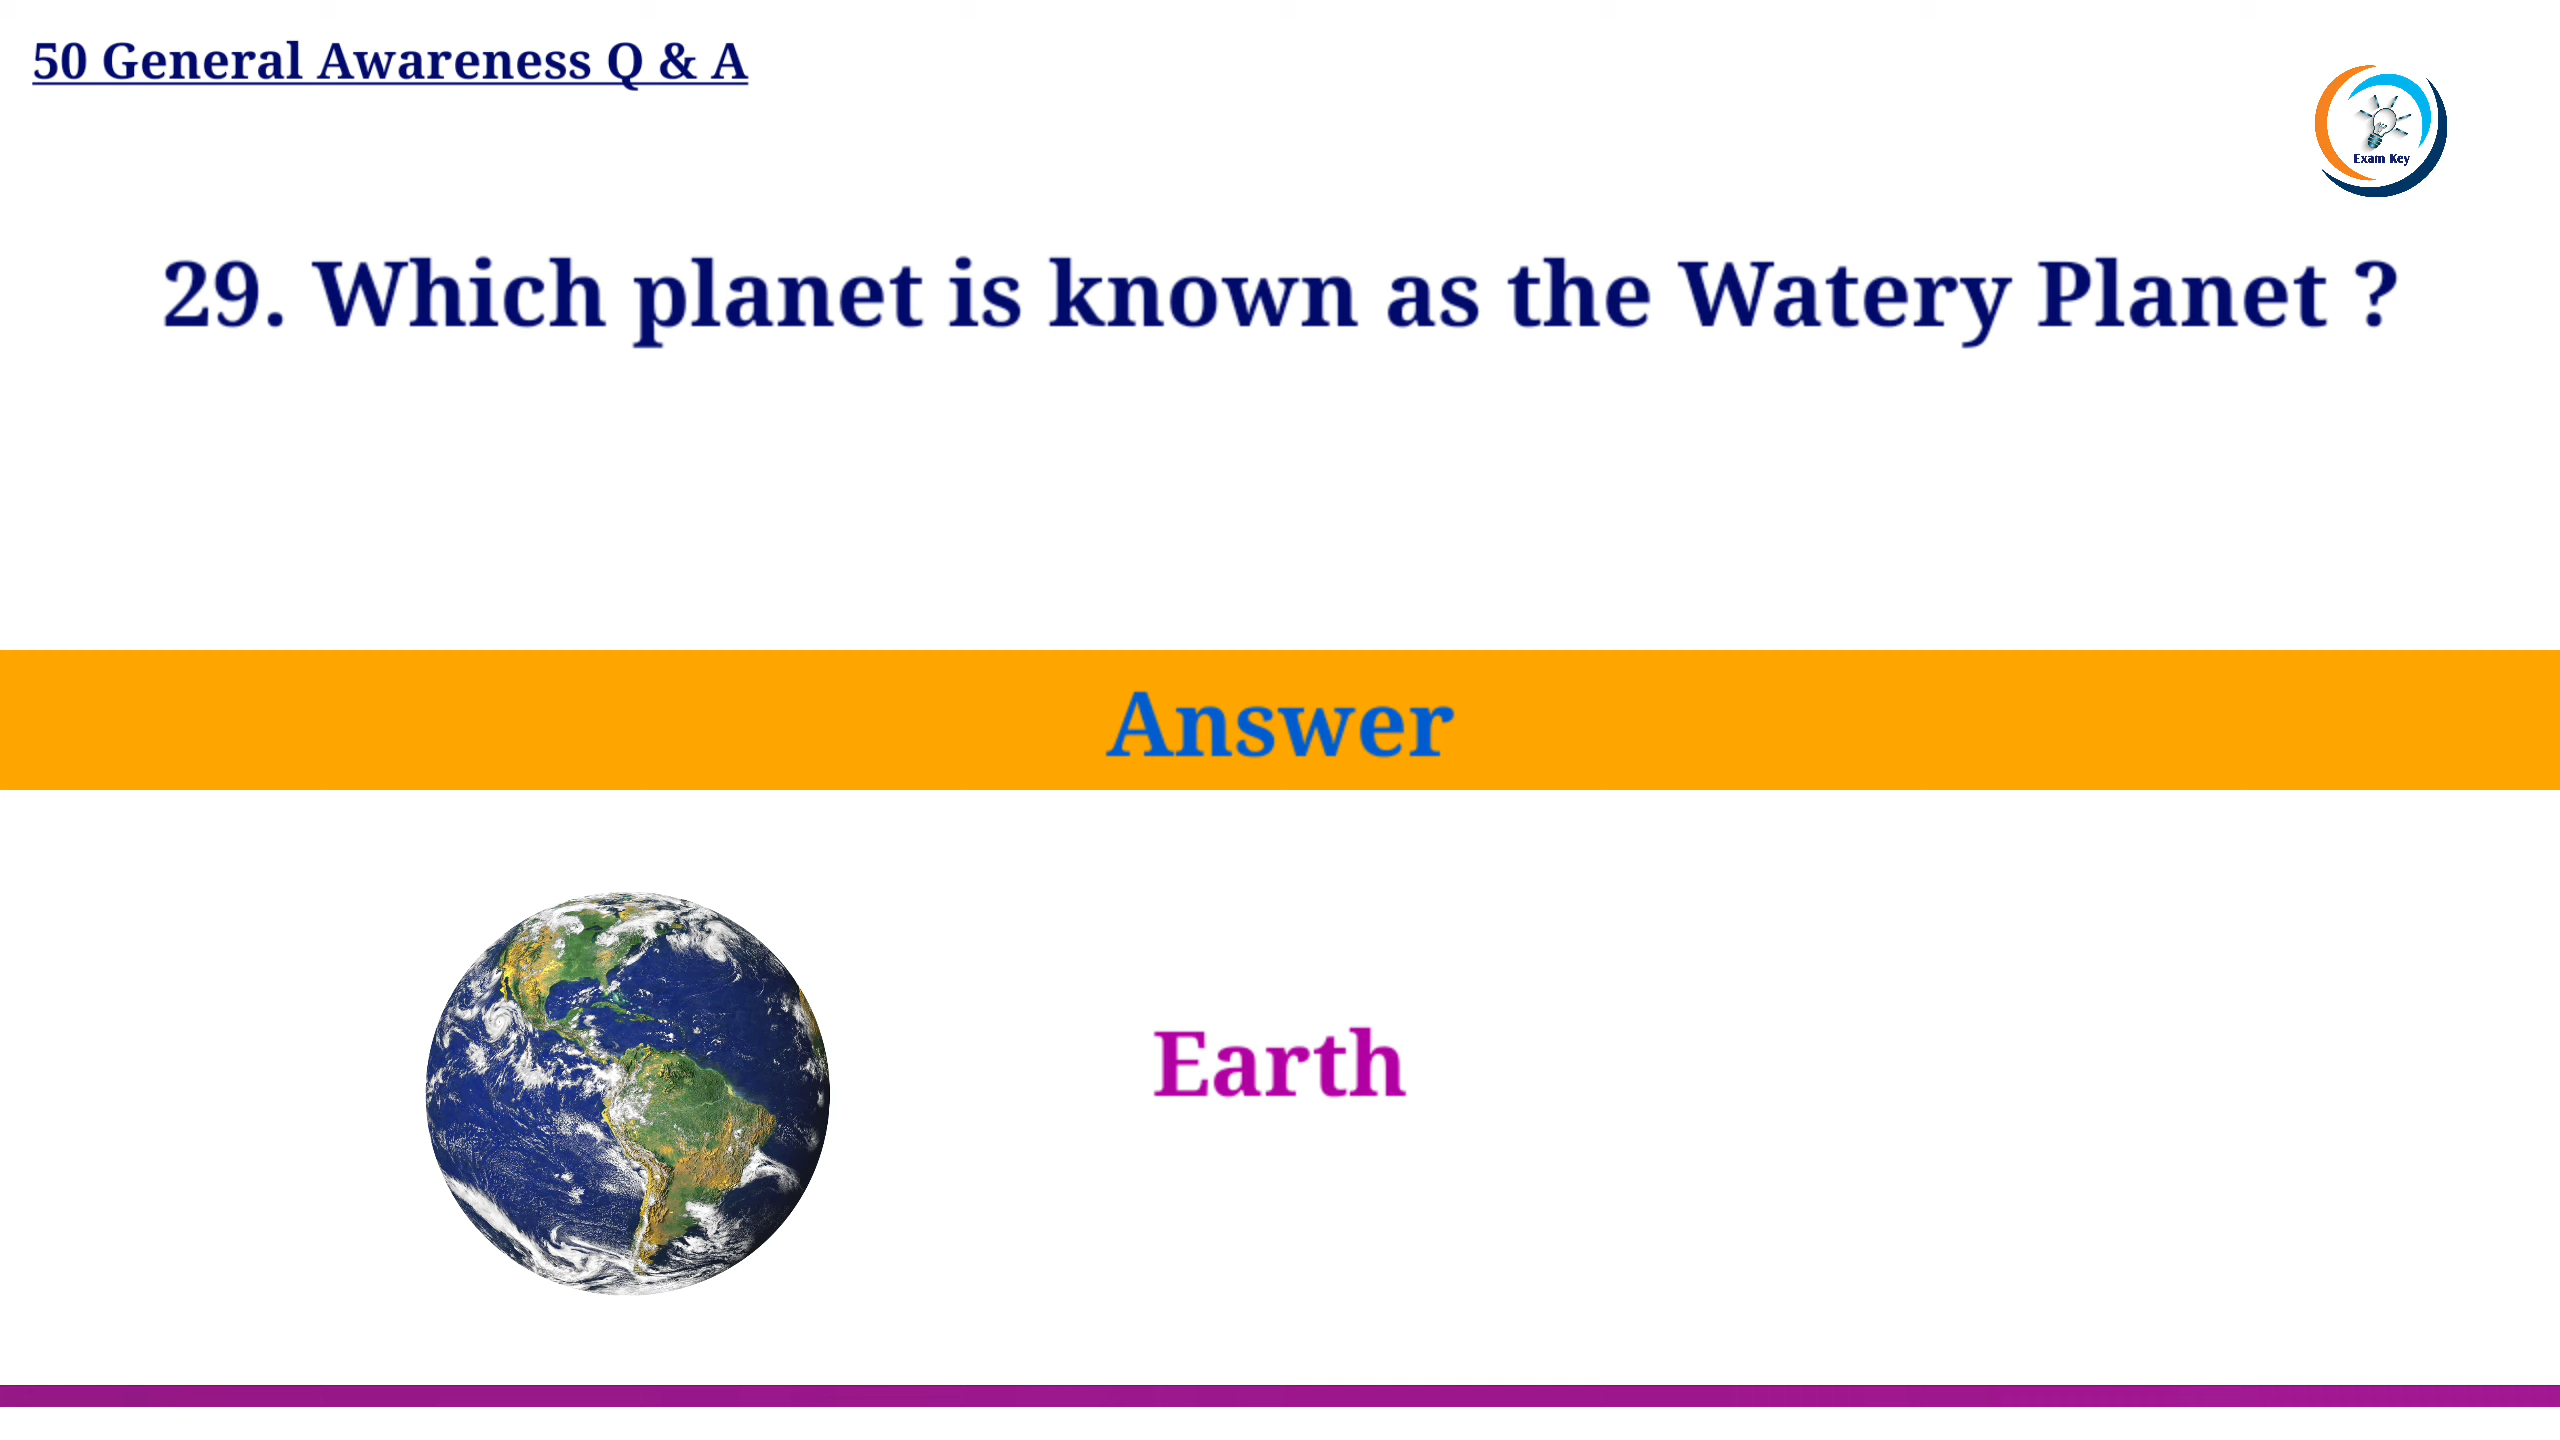 50 General Awareness Q & A
Exam Key
29. Which planet is known as the Watery Planet ?
Answer
Earth